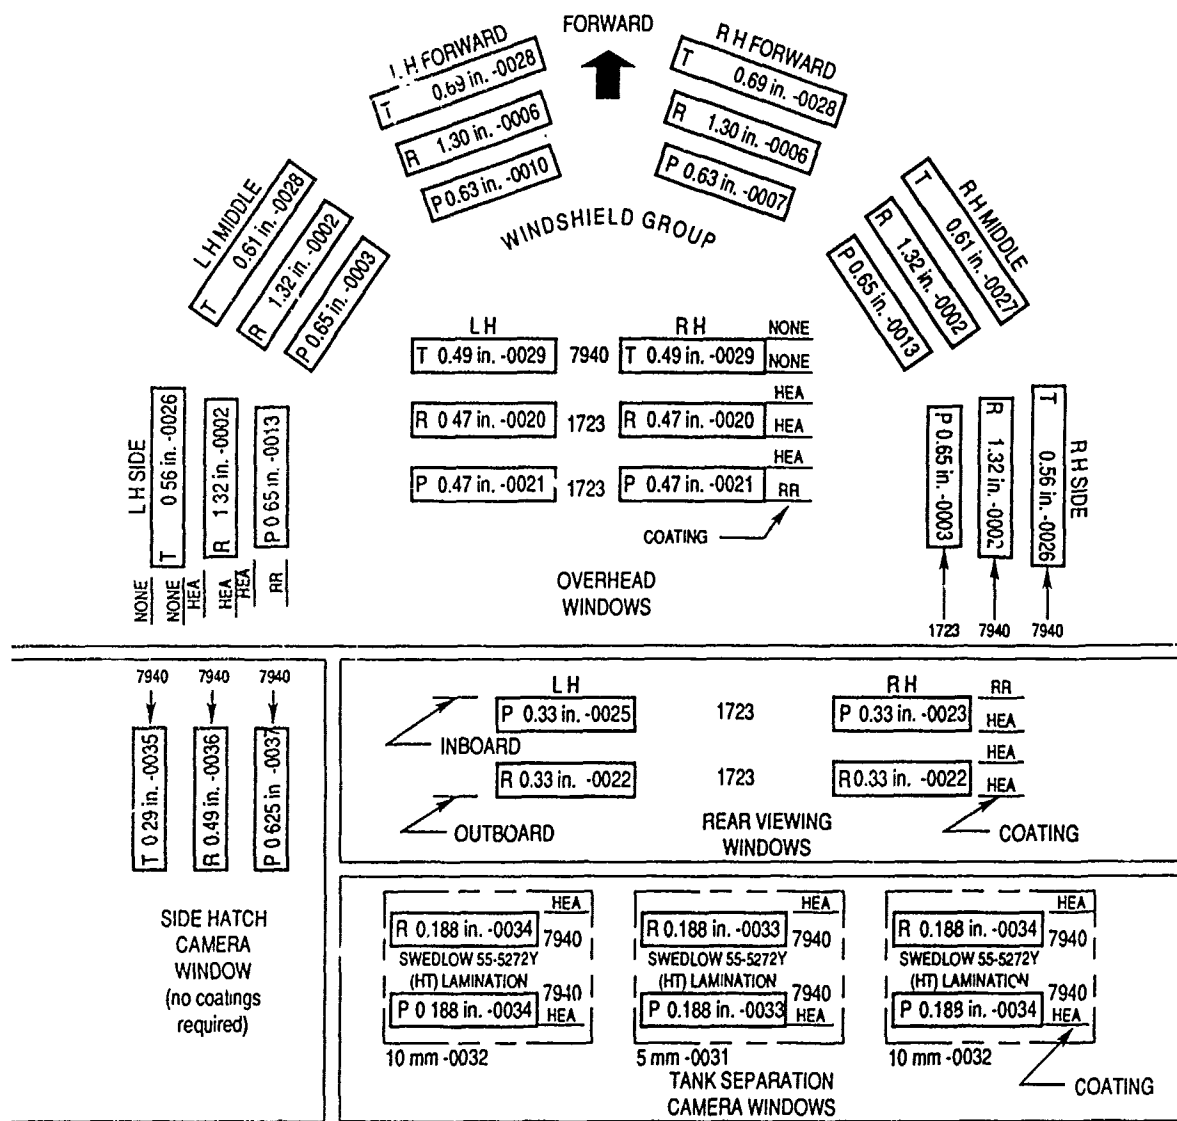 FORWARD
L H FORWARD
T 0.69 in. -0028
R 1.30 in. -0006
P 0.63 in. -0010
R H FORWARD
T 0.69 in. -0028
R 1.30 in. -0006
P 0.63 in. -0007
WINDSHIELD GROUP
L H MIDDLE
T 0.61 in. -0028
R 1.32 in. -0002
P 0.65 in. -0003
R H MIDDLE
T 0.61 in. -0027
R 1.32 in. -0002
P 0.65 in. -0013
L H R H NONE
T 0.49 in. -0029 7940 T 0.49 in. -0029 NONE
HEA
R 0 47 in. -0020 1723 R 0.47 in. -0020 HEA
HEA
P 0.47 in. -0021 1723 P 0.47 in. -0021 RR
COATING
OVERHEAD
WINDOWS
L H SIDE
T 0 56 in. -0026
R 1 32 in. -0002
P 0 65 in. -0013
NONE
NONE
HEA
HEA
HEA
RR
P 0.65 in. -0003
R 1.32 in. -0002
T 0.56 in. -0026
R H SIDE
1723 7940 7940
7940 7940 7940
T 0 29 in. -0035
R 0.49 in. -0036
P 0 625 in -0037
SIDE HATCH
CAMERA
WINDOW
(no coatings
required)
L H R H RR
P 0.33 in. -0025 1723 P 0.33 in. -0023 HEA
INBOARD
HEA
R 0.33 in. -0022 1723 R 0.33 in. -0022 HEA
OUTBOARD
REAR VIEWING
WINDOWS
COATING
HEA HEA HEA
R 0.188 in. -0034 7940 R 0.188 in. -0033 7940 R 0.188 in. -0034 7940
SWEDLOW 55-5272Y SWEDLOW 55-5272Y SWEDLOW 55-5272Y
(HT) LAMINATION (HT) LAMINATION (HT) LAMINATION
7940 7940 7940
P 0 188 in. -0034 HEA P 0.188 in. -0033 HEA P 0.188 in. -0034 HEA
10 mm -0032 5 mm -0031 10 mm -0032
TANK SEPARATION
CAMERA WINDOWS
COATING